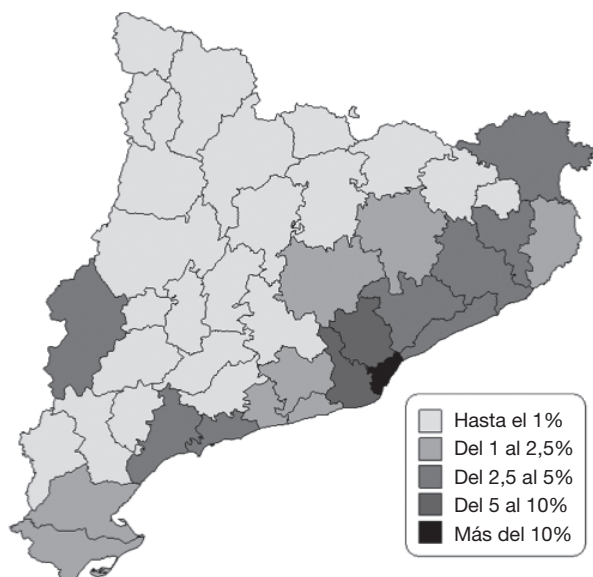 Hasta el 1%
Del 1 al 2,5%
Del 2,5 al 5%
Del 5 al 10%
Más del 10%